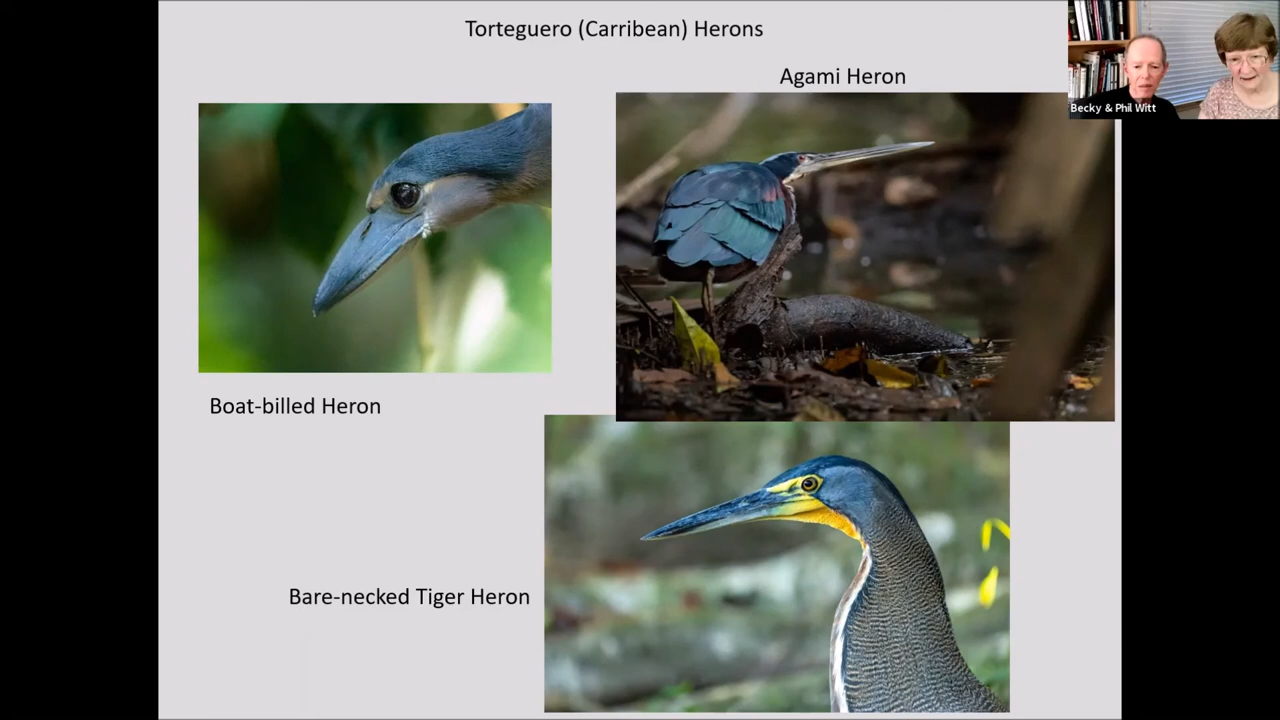 Torteguero (Carribean) Herons
Agami Heron
Becky & Phil Witt
Boat-billed Heron
Bare-necked Tiger Heron